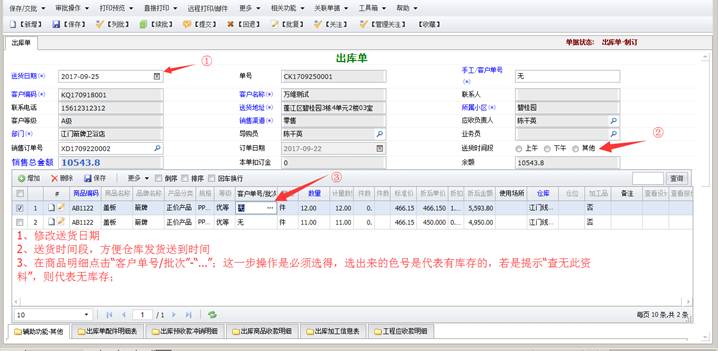 保存/交批 审批操作 打印预览 直接打印 远程打印/邮件 更多 相关功能 关联单据 工具箱 帮助
【新增】 【保存】 【列批】 【续批】 【提交】 【回退】 【批复】 【关注】 【管理关注】 【收藏】
出库单 单据状态: 出库单-制订
出库单
①
送货日期(*) 2017-09-25 单号 CK1709250001 手工/客户单号(*) 无
客户编码(*) KQ170918001 客户名称(*) 万维测试 联系人
联系电话 15612312312 送货地址(*) 蓬江区碧桂园3栋4单元2楼03室 所属小区(*) 碧桂园
客户等级 A级 销售渠道(*) 零售 应收负责人 陈干英
部门(*) 江门箭牌卫浴店 导购员 陈干英 业务员
②
销售订单号 XD1709220002 订单日期 2017-09-22 送货时间段 上午 下午 其他
销售总金额 10543.8 本单扣订金 0 余额 10543.8
③
增加 删除 保存 更多 倒序 排序 回车换行 查询
# 商品编码 商品名称 品牌名称 产品分类 规格 等级 客户单号/批次 数量 计量数 件数 件数 标准价 折后单价 折扣 折后金额 使用场所 仓库 仓位 加工品 备注
1 AB1122 盖板 箭牌 正价产品 PP... 优等 无 ... 件 12.00 12.00 0. 466.15 466.150 1.... 5,593.80 江门线... 否
2 AB1122 盖板 箭牌 正价产品 PP... 优等 无 件 11.00 11.00 0. 466.15 450.000 0.... 4,950.00 江门线... 否
1、修改送货日期
2、送货时间段，方便仓库发货送到时间
3、在商品明细点击“客户单号/批次”-“...”；这一步操作是必须选得，选出来的色号是代表有库存的，若是提示“查无此资
料”，则代表无库存；
10 1 / 1 每页 10 条,共 2 条
辅助功能-其他 出库单配件明细表 出库预收款冲销明细 出库商品收款明细 出库加工信息表 工程应收款明细